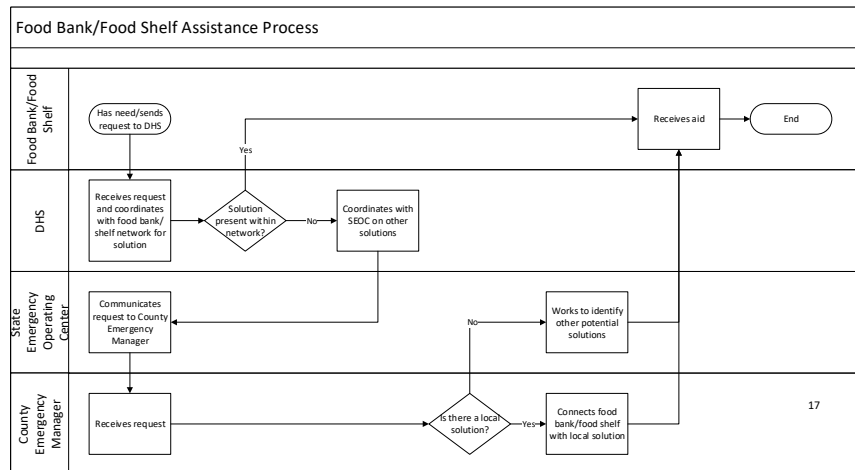 Food Bank/Food Shelf Assistance Process
Food Bank/Food
Shelf
Has need/sends
request to DHS
Yes
Receives aid
End
DHS
Receives request
and coordinates
with food bank/
shelf network for
solution
Solution
present within
network?
No
Coordinates with
SEOC on other
solutions
State
Emergency
Operating
Center
Communicates
request to County
Emergency
Manager
No
Works to identify
other potential
solutions
County
Emergency
Manager
Receives request
Is there a local
solution?
Yes
Connects food
bank/food shelf
with local solution
17